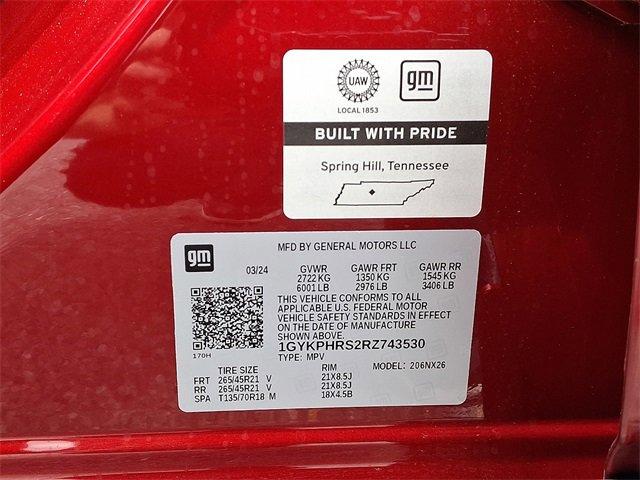 UAW
gm
LOCAL 1853
BUILT WITH PRIDE
Spring Hill, Tennessee
gm
MFD BY GENERAL MOTORS LLC
03/24 GVWR GAWR FRT GAWR RR
2722 KG 1350 KG 1545 KG
6001 LB 2976 LB 3406 LB
THIS VEHICLE CONFORMS TO ALL
APPLICABLE U.S. FEDERAL MOTOR
VEHICLE SAFETY STANDARDS IN EFFECT
ON THE DATE OF MANUFACTURE SHOWN ABOVE.
1GYKPHRS2RZ743530
170H
TYPE: MPV MODEL: 206NX26
TIRE SIZE RIM
FRT 265/45R21 V 21X8.5J
RR 265/45R21 V 21X8.5J
SPA T135/70R18 M 18X4.5B